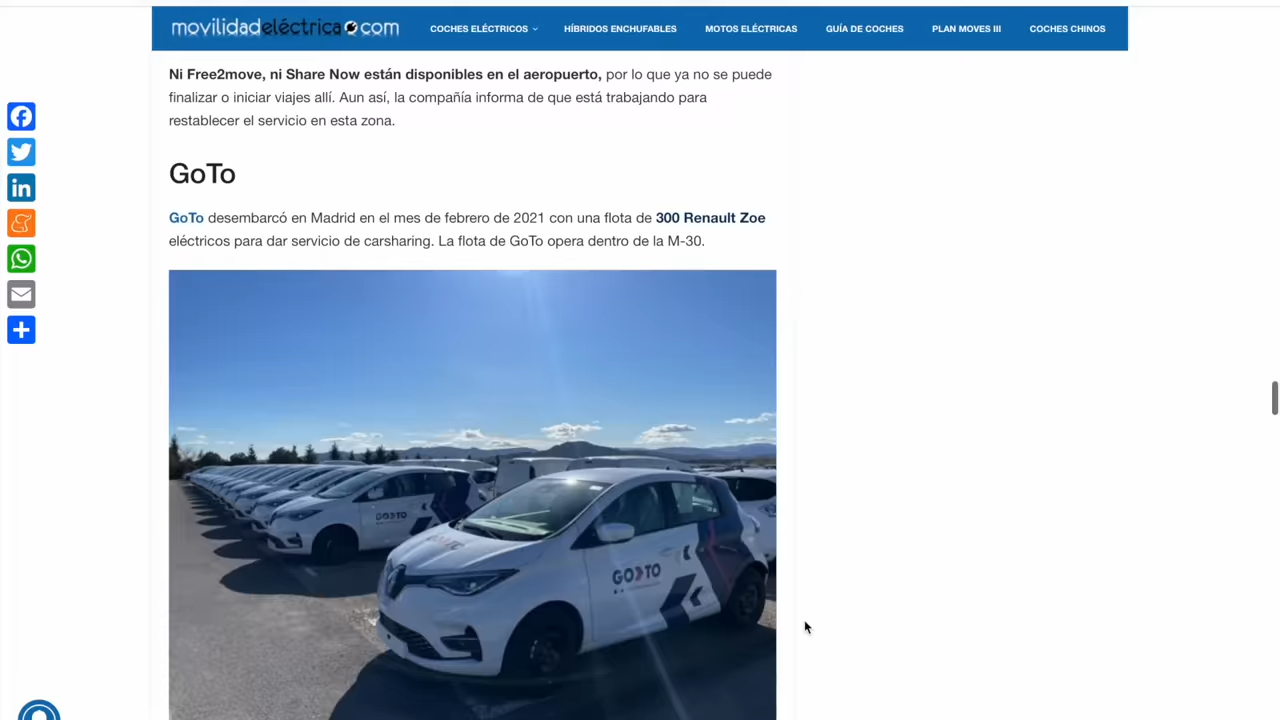 movilidadeléctrica.com
COCHES ELÉCTRICOS
HÍBRIDOS ENCHUFABLES
MOTOS ELÉCTRICAS
GUÍA DE COCHES
PLAN MOVES III
COCHES CHINOS
Ni Free2move, ni Share Now están disponibles en el aeropuerto, por lo que ya no se puede
finalizar o iniciar viajes allí. Aun así, la compañía informa de que está trabajando para
restablecer el servicio en esta zona.
GoTo
GoTo desembarcó en Madrid en el mes de febrero de 2021 con una flota de 300 Renault Zoe
eléctricos para dar servicio de carsharing. La flota de GoTo opera dentro de la M-30.
GOTO
GOTO